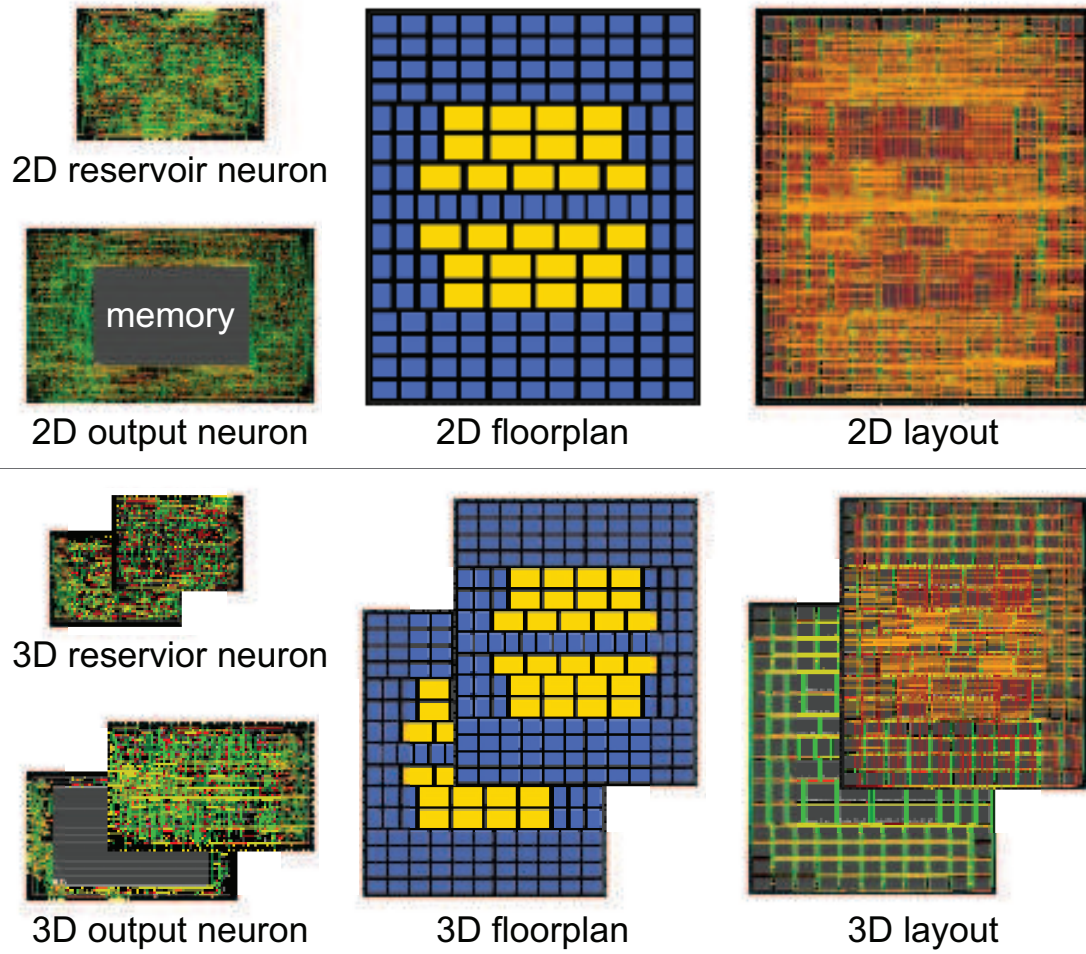 2D reservoir neuron
memory
2D output neuron
2D floorplan
2D layout
3D reservior neuron
3D output neuron
3D floorplan
3D layout